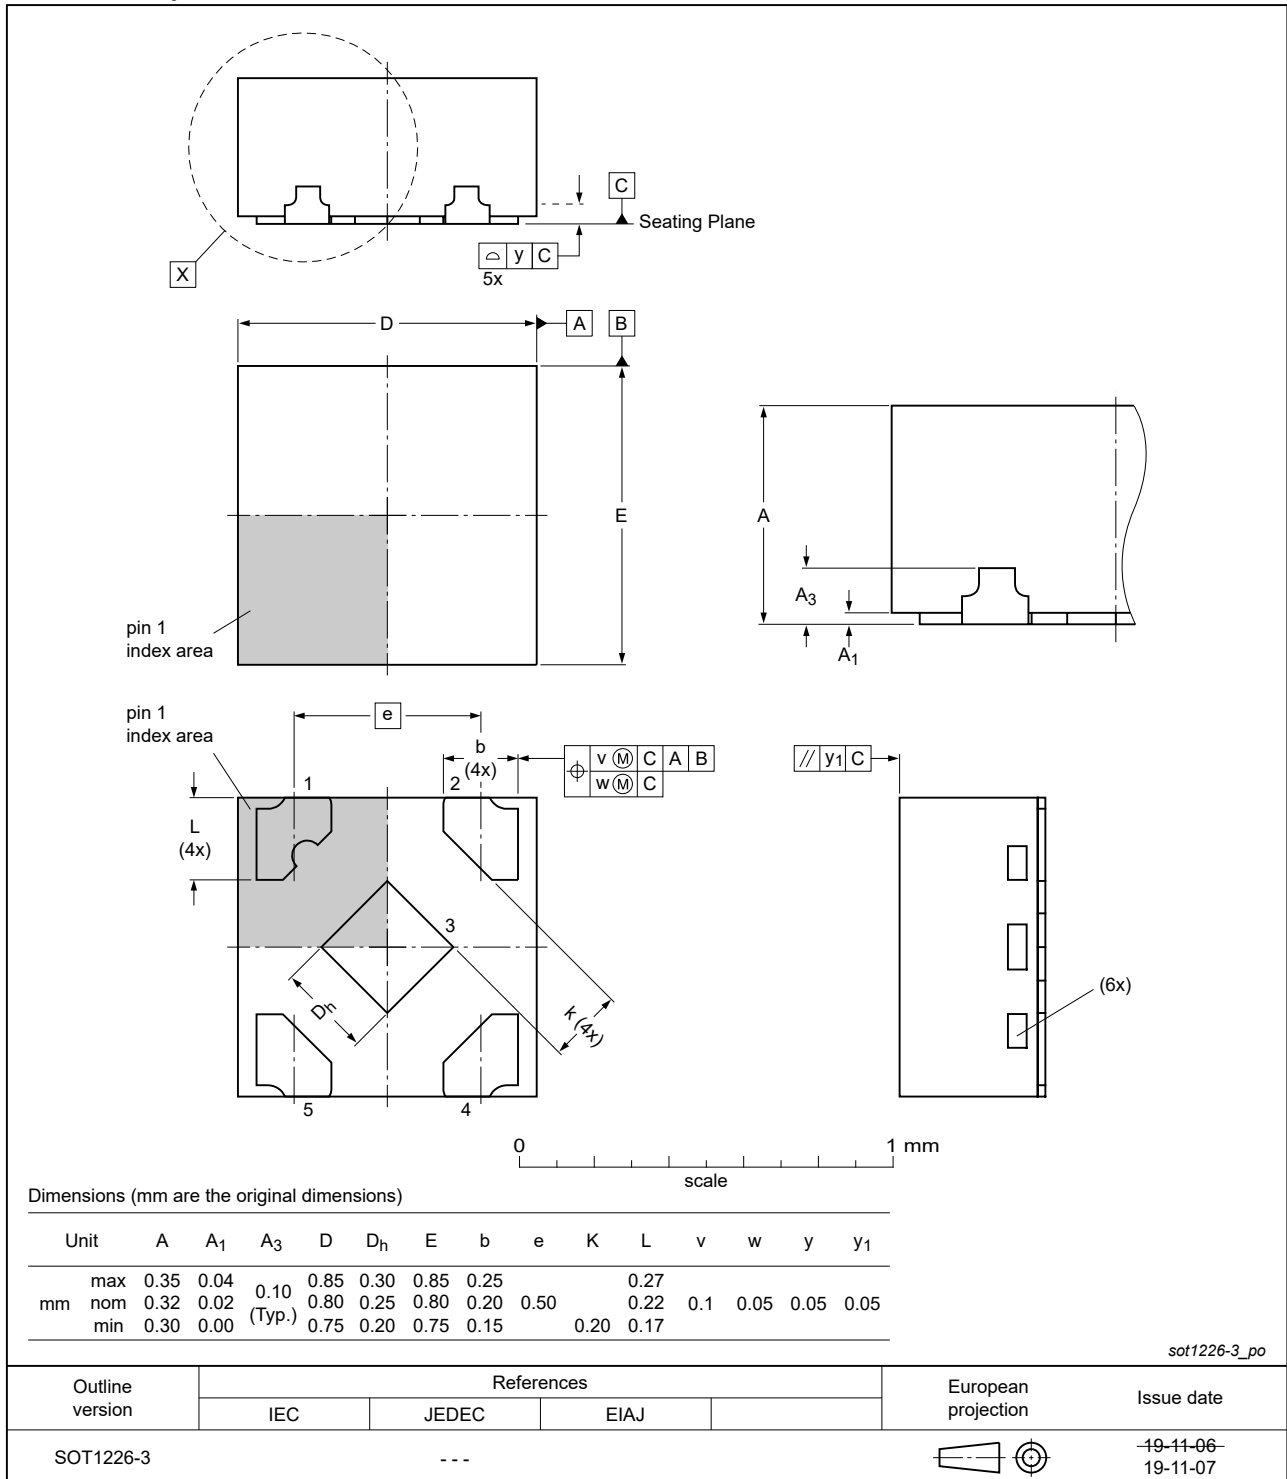 C
Seating Plane
y C
5x
X
D
A B
E
pin 1
index area
A
A3
A1
pin 1
index area
e
b
(4x)
v M C A B
w M C
// y1 C
1
2
L
(4x)
3
Dh
k (4x)
(6x)
5
4
0
1 mm
scale
Dimensions (mm are the original dimensions)
Unit A A1 A3 D Dh E b e K L v w y y1
mm
max 0.35 0.04 0.85 0.30 0.85 0.25 0.27
nom 0.32 0.02 0.10 (Typ.) 0.80 0.25 0.80 0.20 0.50 0.22 0.1 0.05 0.05 0.05
min 0.30 0.00 0.75 0.20 0.75 0.15 0.20 0.17
sot1226-3_po
Outline
version
References
IEC JEDEC EIAJ
European
projection
Issue date
SOT1226-3
- - -
19-11-06
19-11-07